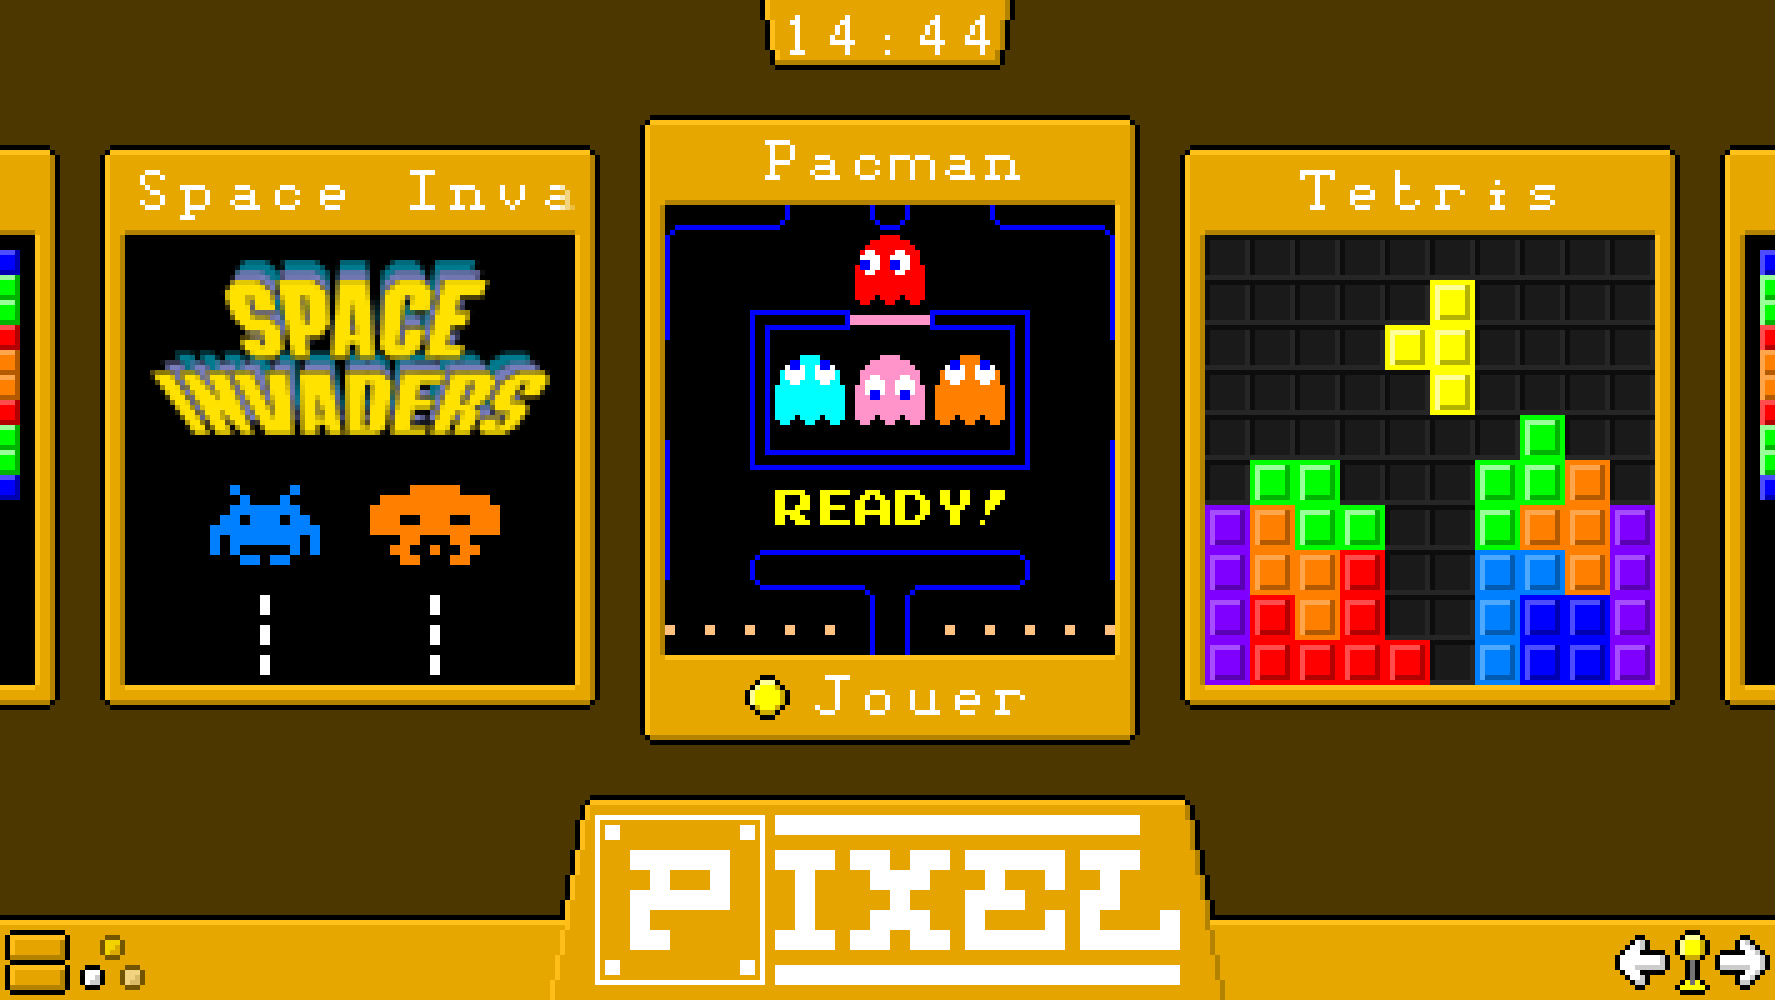 14:44
Space Inva
SPACE
INVADERS
Pacman
READY!
Jouer
Tetris
PIXEL